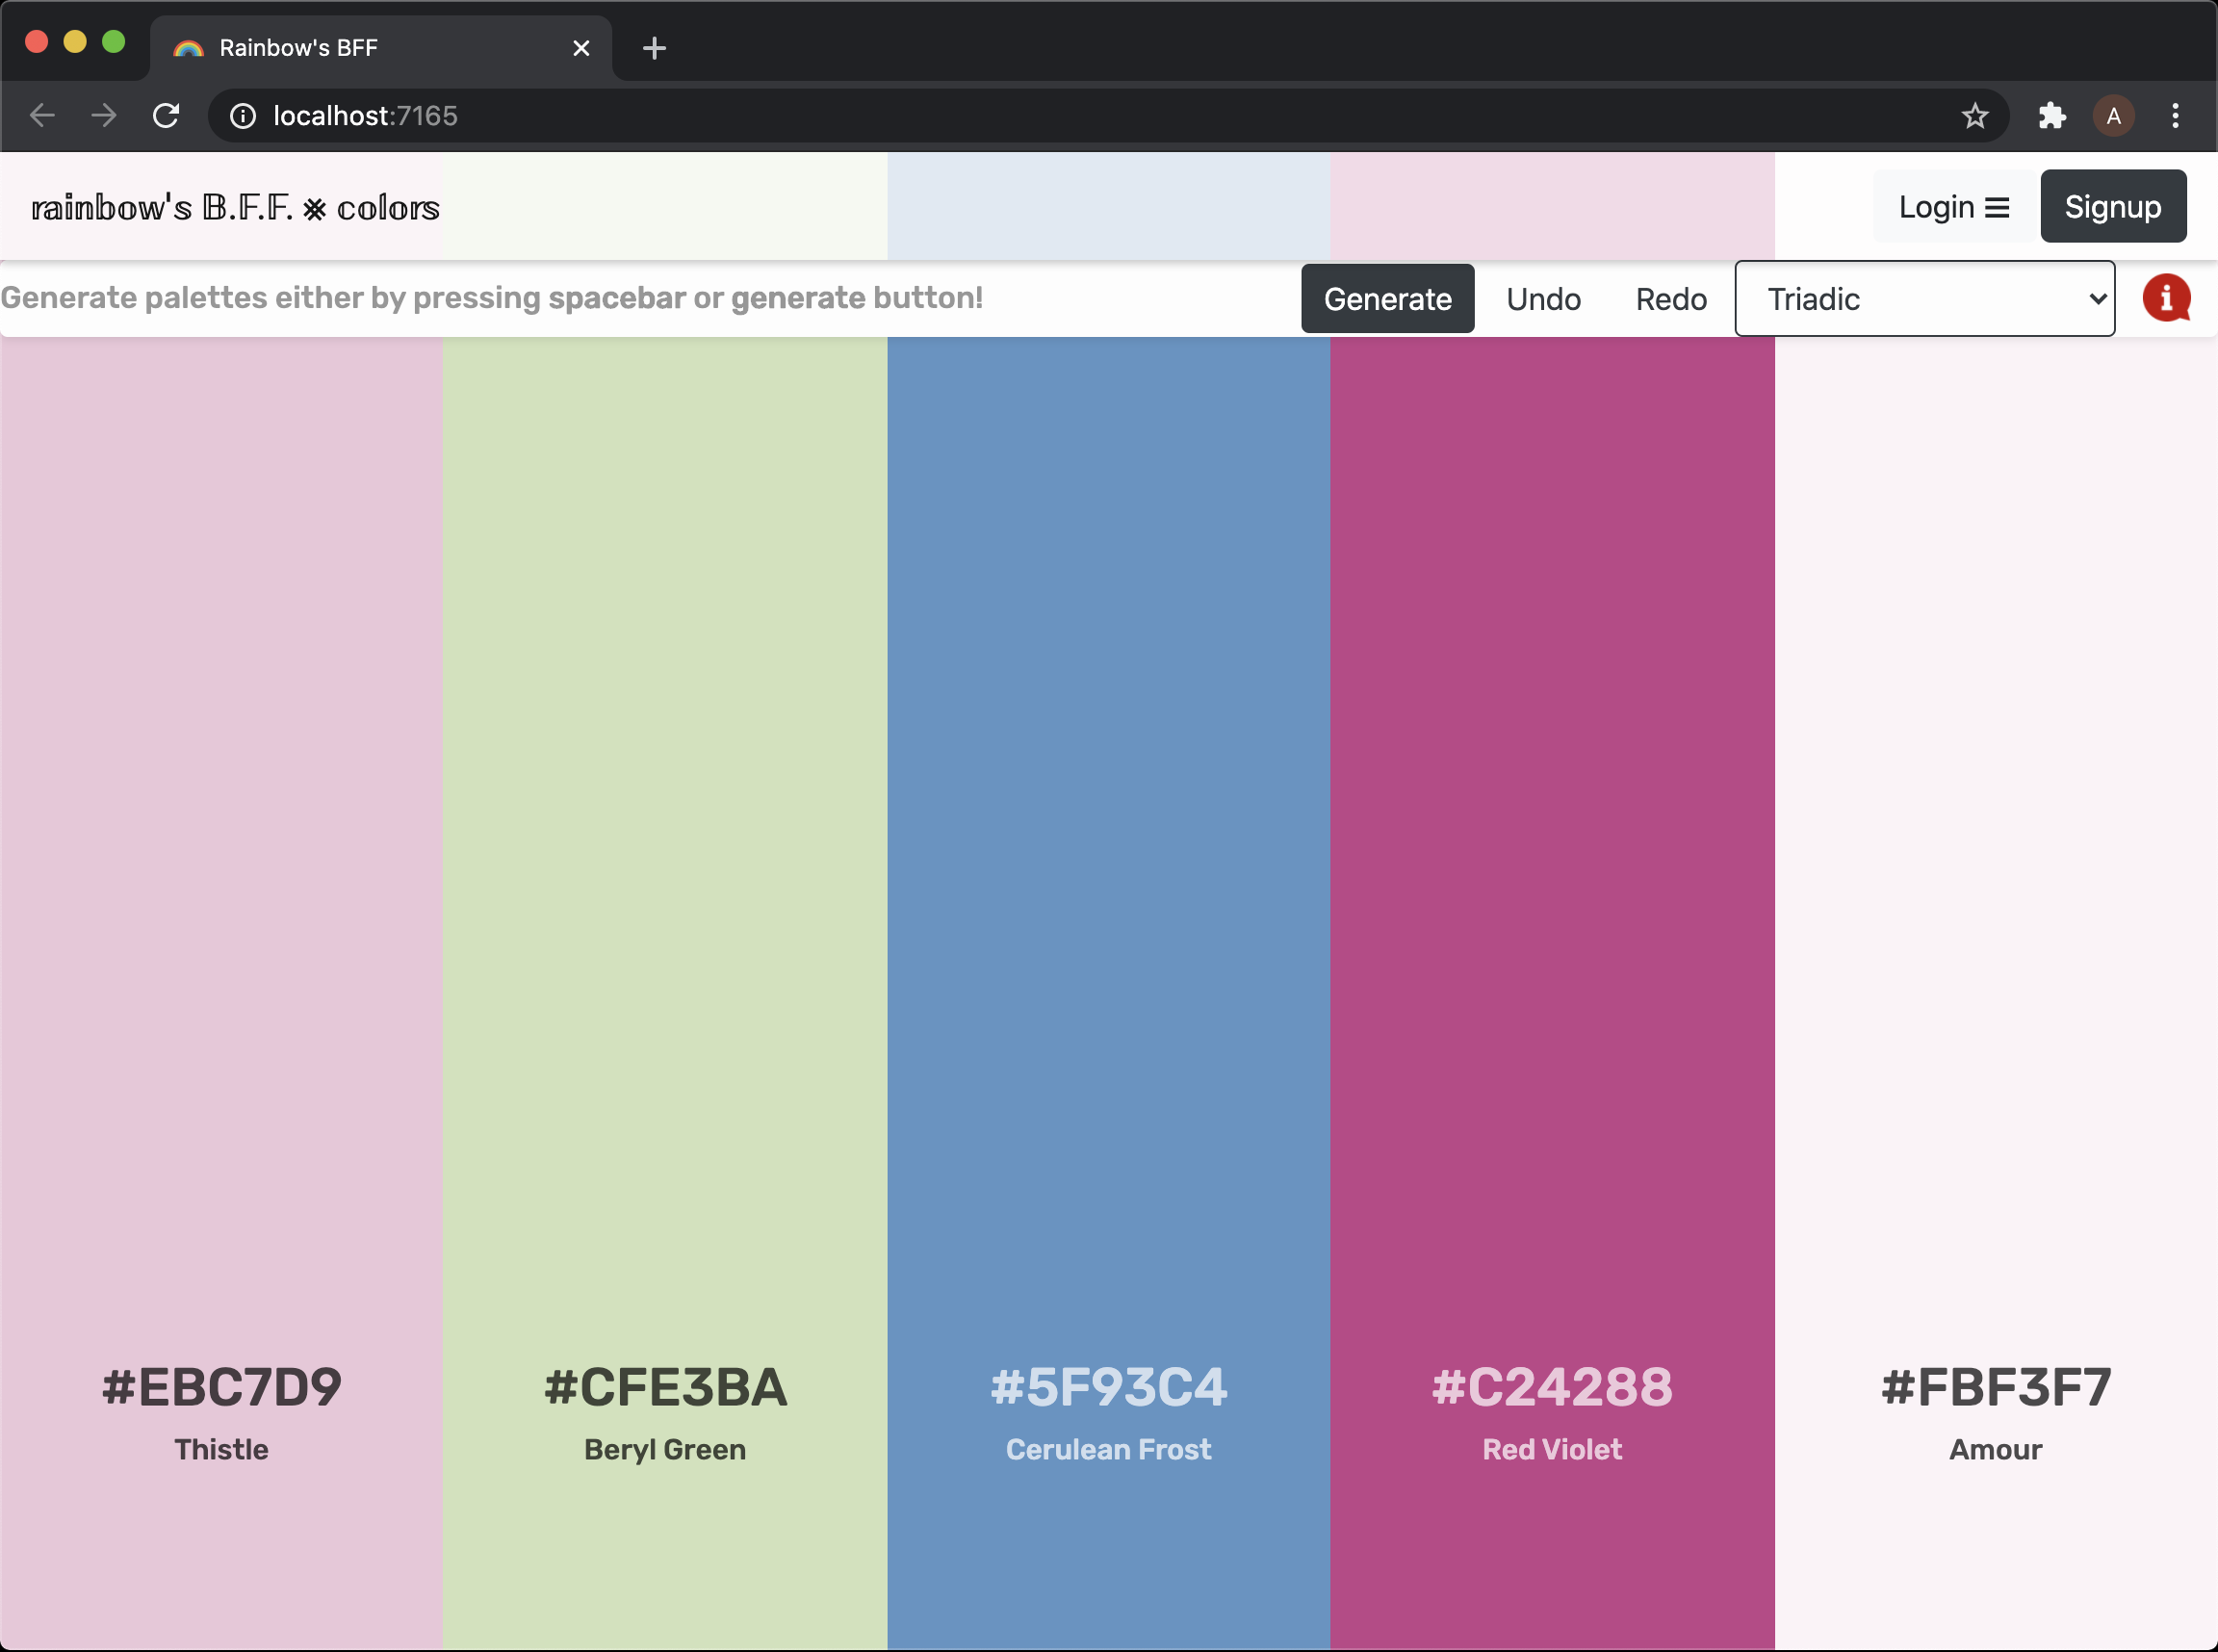 Rainbow's BFF
localhost:7165
A
rainbow's B.F.F. ⨳ colors
Login
Signup
Generate palettes either by pressing spacebar or generate button!
Generate
Undo
Redo
Triadic
#EBC7D9
Thistle
#CFE3BA
Beryl Green
#5F93C4
Cerulean Frost
#C24288
Red Violet
#FBF3F7
Amour